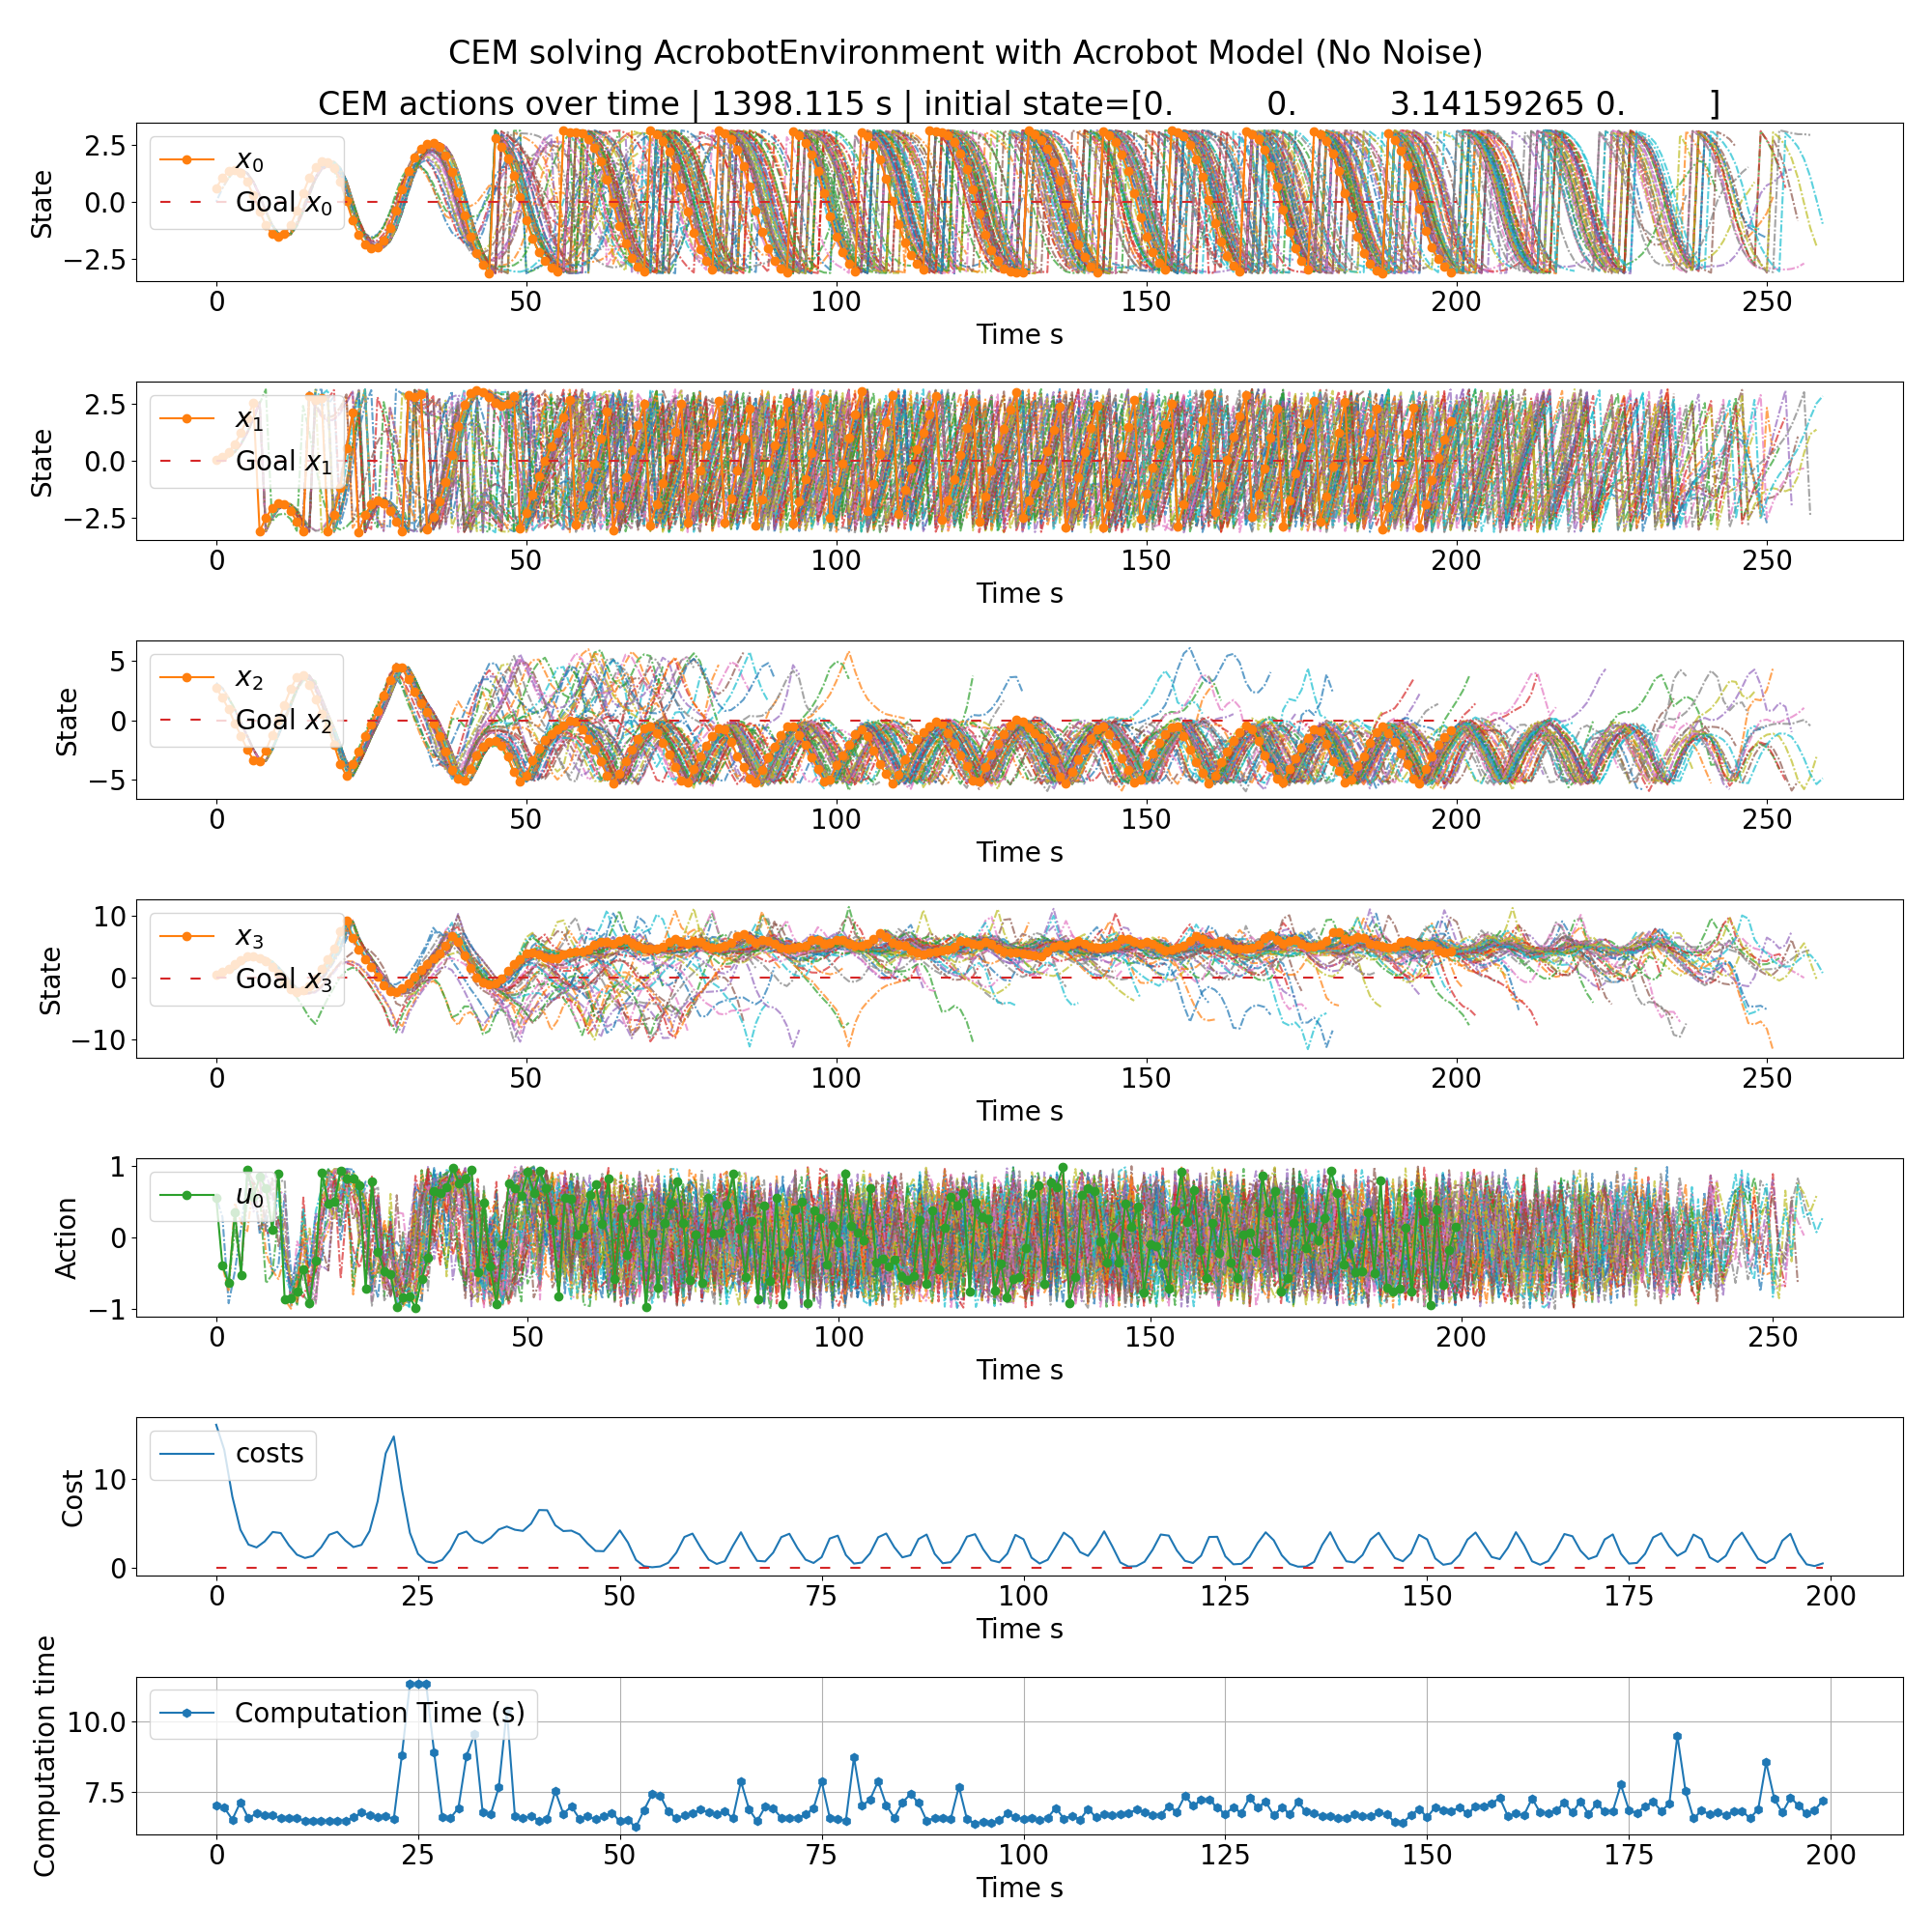 CEM solving AcrobotEnvironment with Acrobot Model (No Noise)
CEM actions over time | 1398.115 s | initial state=[0. 0. 3.14159265 0. ]
2.5
0.0
−2.5
State
x0
Goal x0
0 50 100 150 200 250
Time s
2.5
0.0
−2.5
State
x1
Goal x1
0 50 100 150 200 250
Time s
5
0
−5
State
x2
Goal x2
0 50 100 150 200 250
Time s
10
0
−10
State
x3
Goal x3
0 50 100 150 200 250
Time s
1
0
−1
Action
u0
0 50 100 150 200 250
Time s
10
0
Cost
costs
0 25 50 75 100 125 150 175 200
Time s
10.0
7.5
Computation time
Computation Time (s)
0 25 50 75 100 125 150 175 200
Time s